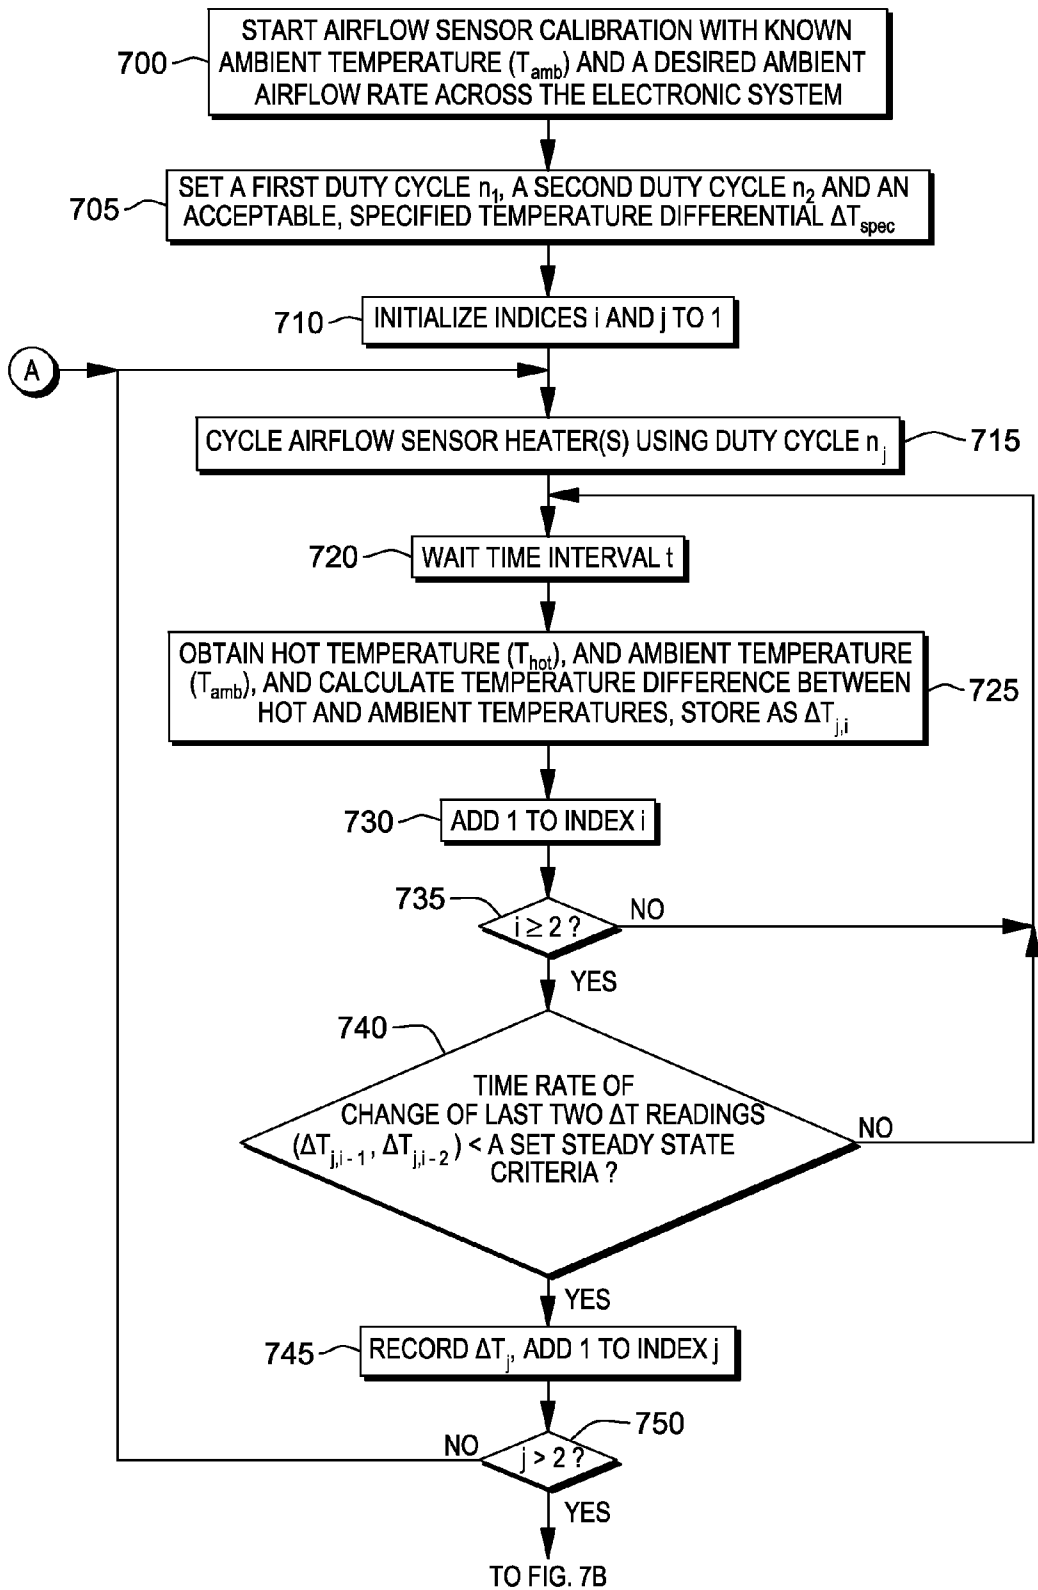 START AIRFLOW SENSOR CALIBRATION WITH KNOWN
AMBIENT TEMPERATURE (Tamb) AND A DESIRED AMBIENT
AIRFLOW RATE ACROSS THE ELECTRONIC SYSTEM
700
SET A FIRST DUTY CYCLE n1, A SECOND DUTY CYCLE n2 AND AN
ACCEPTABLE, SPECIFIED TEMPERATURE DIFFERENTIAL ΔTspec
705
INITIALIZE INDICES i AND j TO 1
710
A
CYCLE AIRFLOW SENSOR HEATER(S) USING DUTY CYCLE nj
715
WAIT TIME INTERVAL t
720
OBTAIN HOT TEMPERATURE (Thot), AND AMBIENT TEMPERATURE
(Tamb), AND CALCULATE TEMPERATURE DIFFERENCE BETWEEN
HOT AND AMBIENT TEMPERATURES, STORE AS ΔTj,i
725
ADD 1 TO INDEX i
730
735
i ≥ 2 ?
NO
YES
740
TIME RATE OF
CHANGE OF LAST TWO ΔT READINGS
(ΔTj,i-1, ΔTj,i-2) < A SET STEADY STATE
CRITERIA ?
NO
YES
RECORD ΔTj, ADD 1 TO INDEX j
745
750
j > 2 ?
NO
YES
TO FIG. 7B